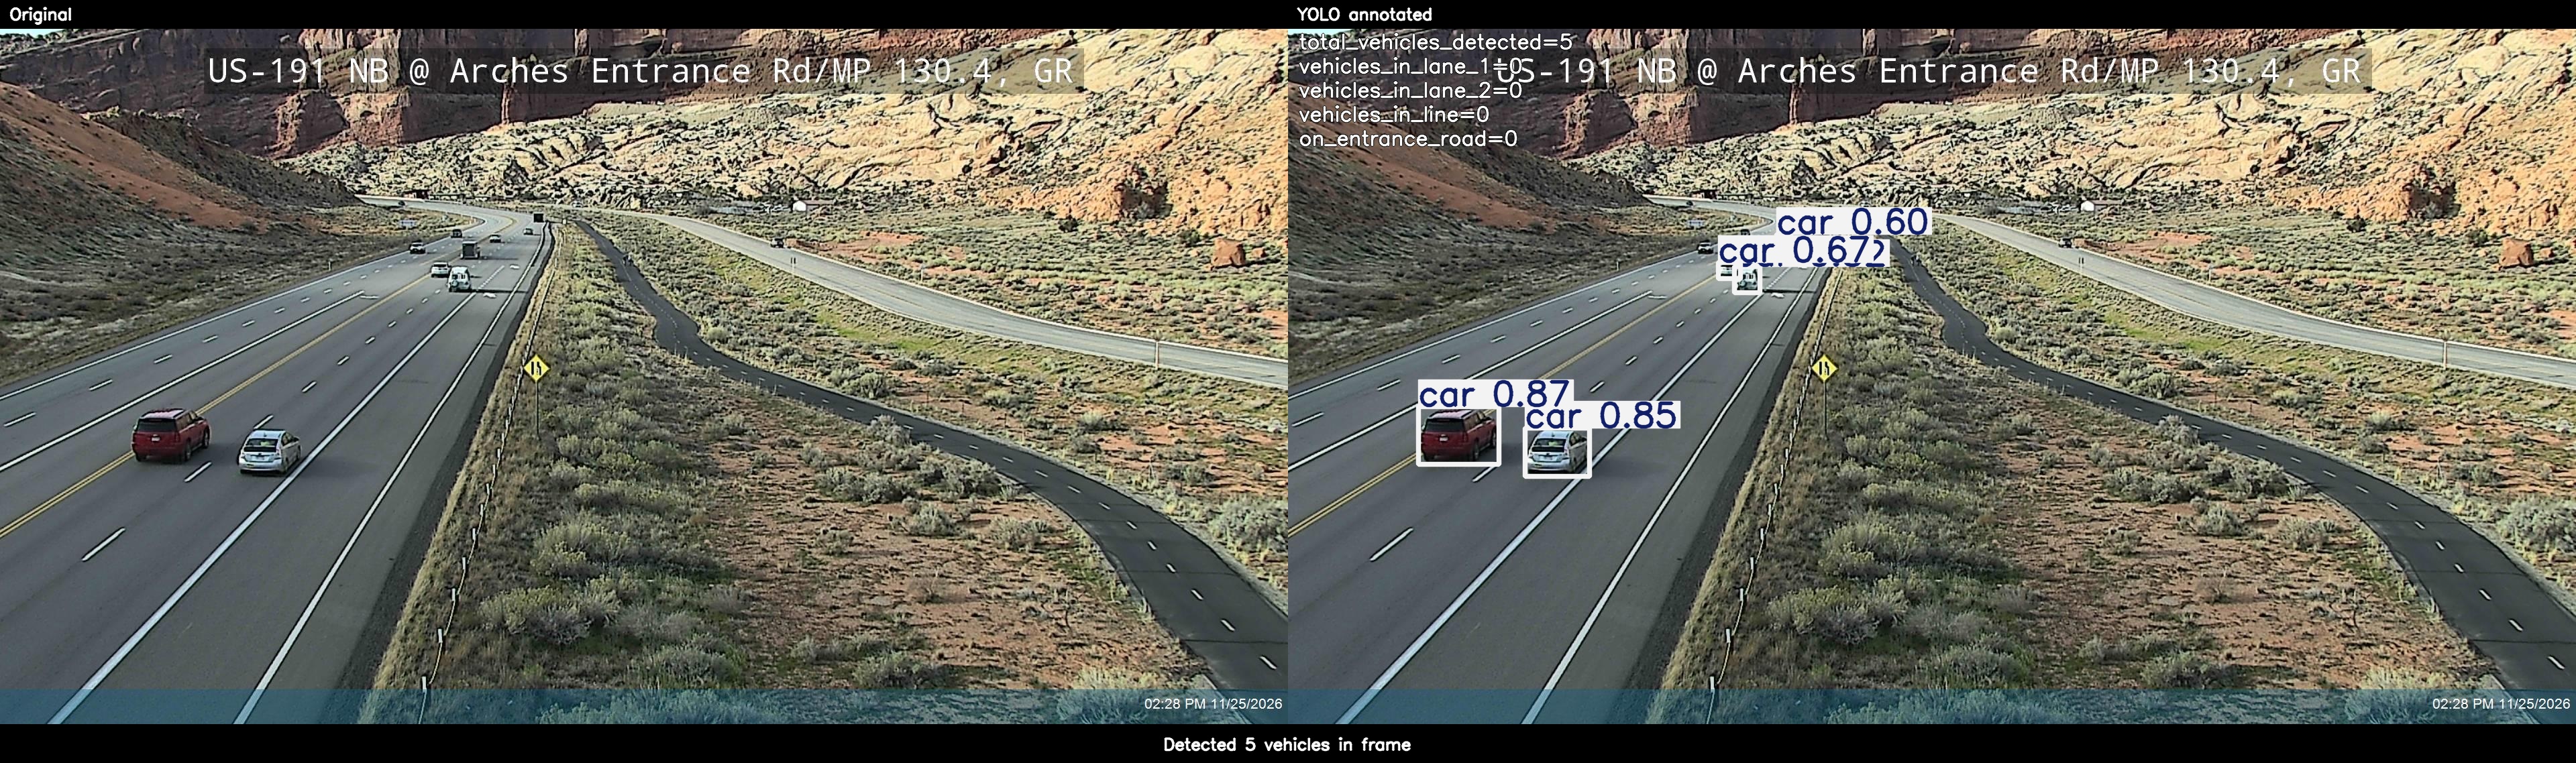 Original
US-191 NB @ Arches Entrance Rd/MP 130.4, GR
02:28 PM 11/25/2026
YOLO annotated
total_vehicles_detected=5
vehicles_in_lane_1=0
US-191 NB @ Arches Entrance Rd/MP 130.4, GR
vehicles_in_lane_2=0
vehicles_in_line=0
on_entrance_road=0
car 0.60
car 0.67
car 0.87
car 0.85
02:28 PM 11/25/2026
Detected 5 vehicles in frame